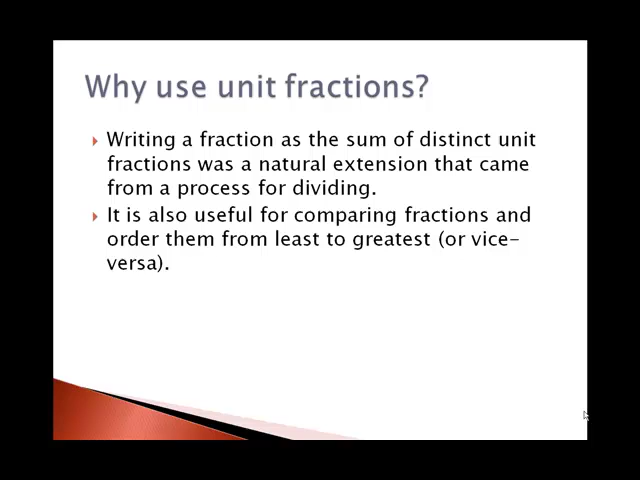 Why use unit fractions?
Writing a fraction as the sum of distinct unit
fractions was a natural extension that came
from a process for dividing.
It is also useful for comparing fractions and
order them from least to greatest (or vice-
versa).